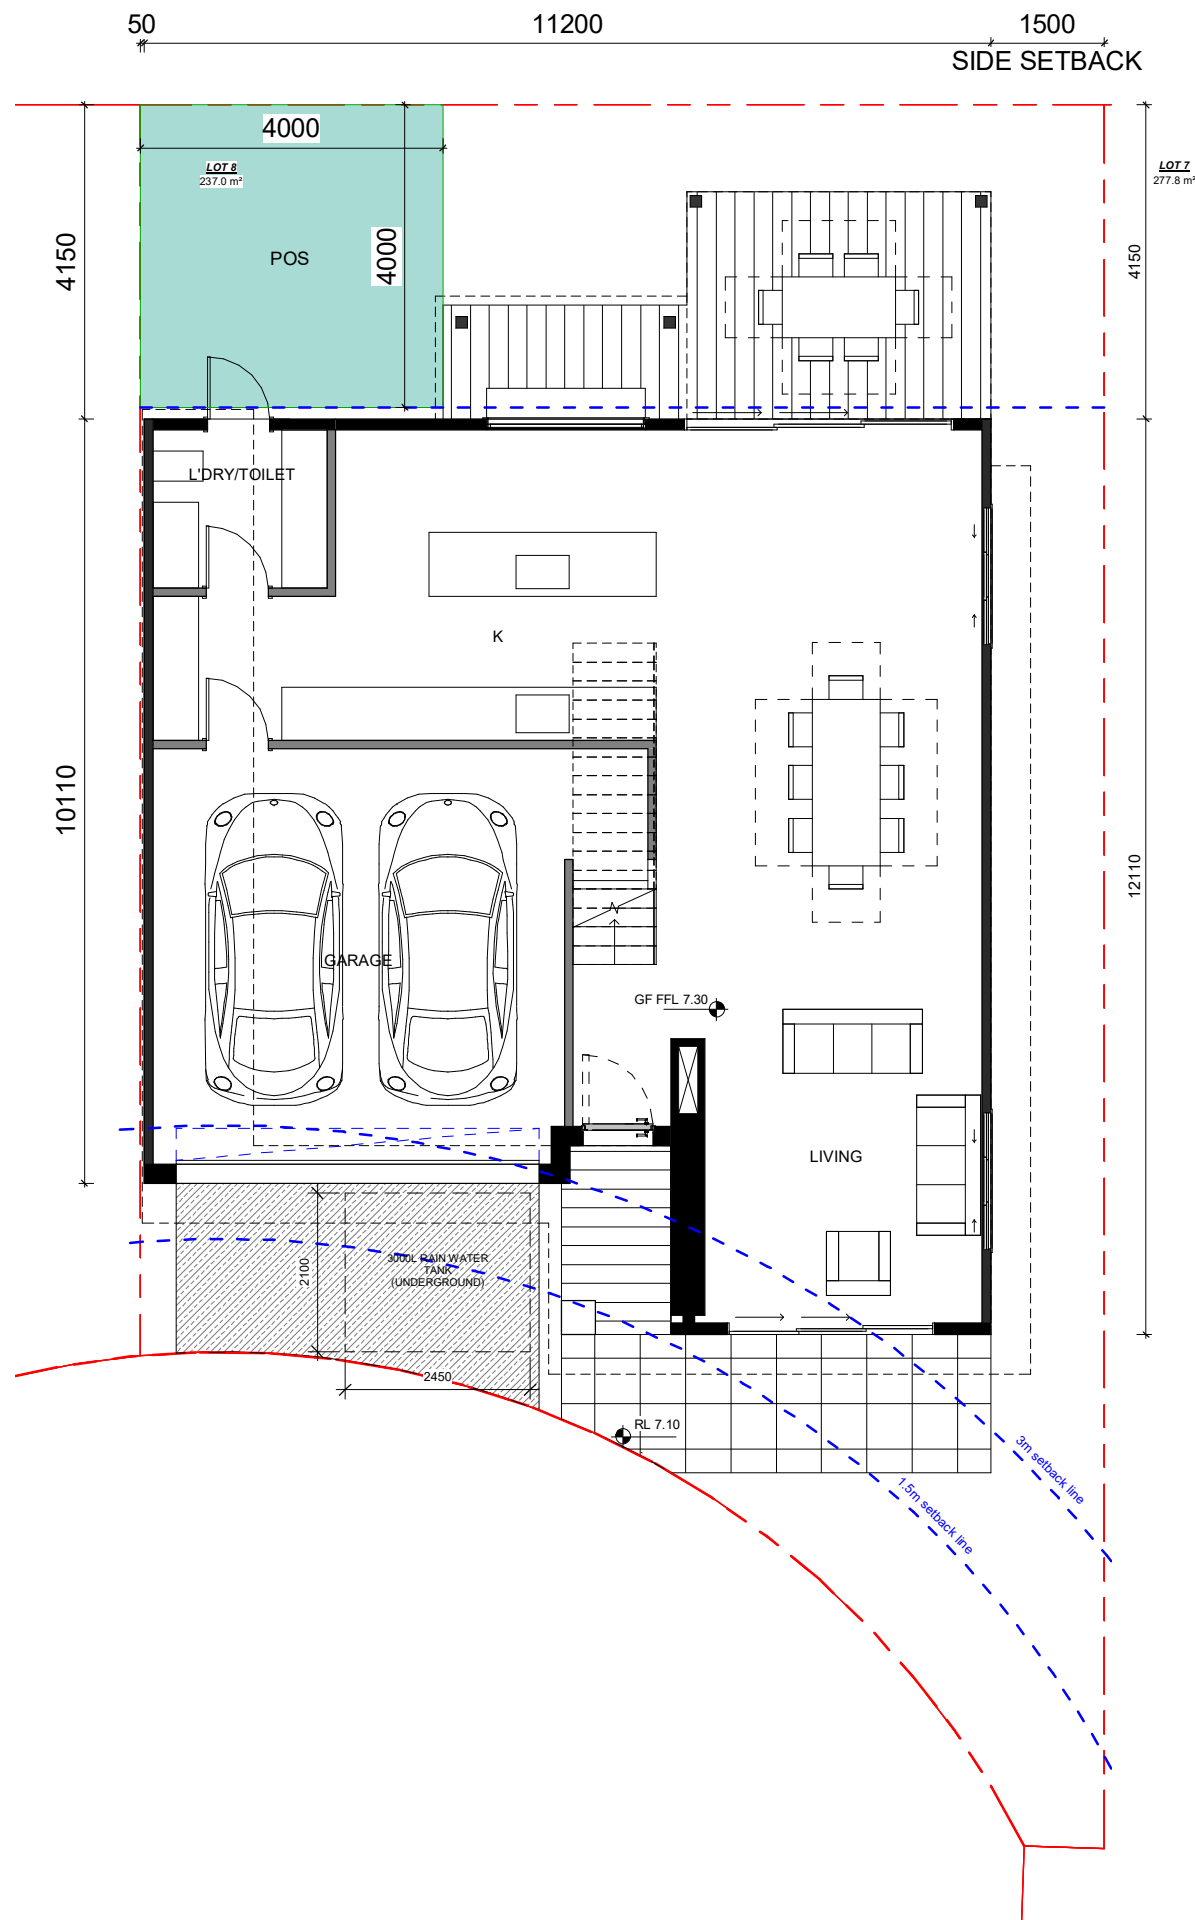 50
11200
1500
SIDE SETBACK
4000
LOT 8
237.0 m²
LOT 7
277.8 m²
4150
4000
POS
4150
L'DRY/TOILET
K
10110
12110
GARAGE
GF FFL 7.30
LIVING
2100
3000L RAIN WATER
TANK
(UNDERGROUND)
2450
RL 7.10
3m setback line
1.5m setback line